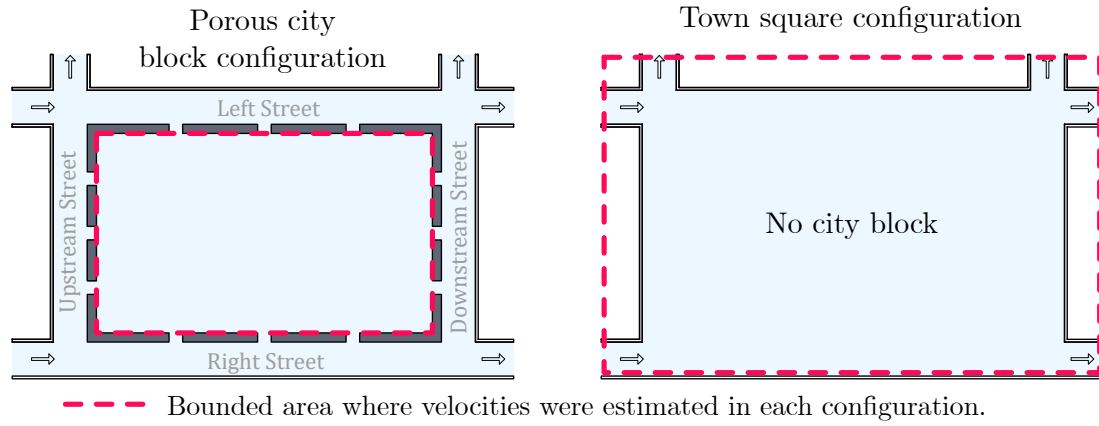 Porous city
block configuration
Left Street
Upstream Street
Downstream Street
Right Street
Town square configuration
No city block
Bounded area where velocities were estimated in each configuration.